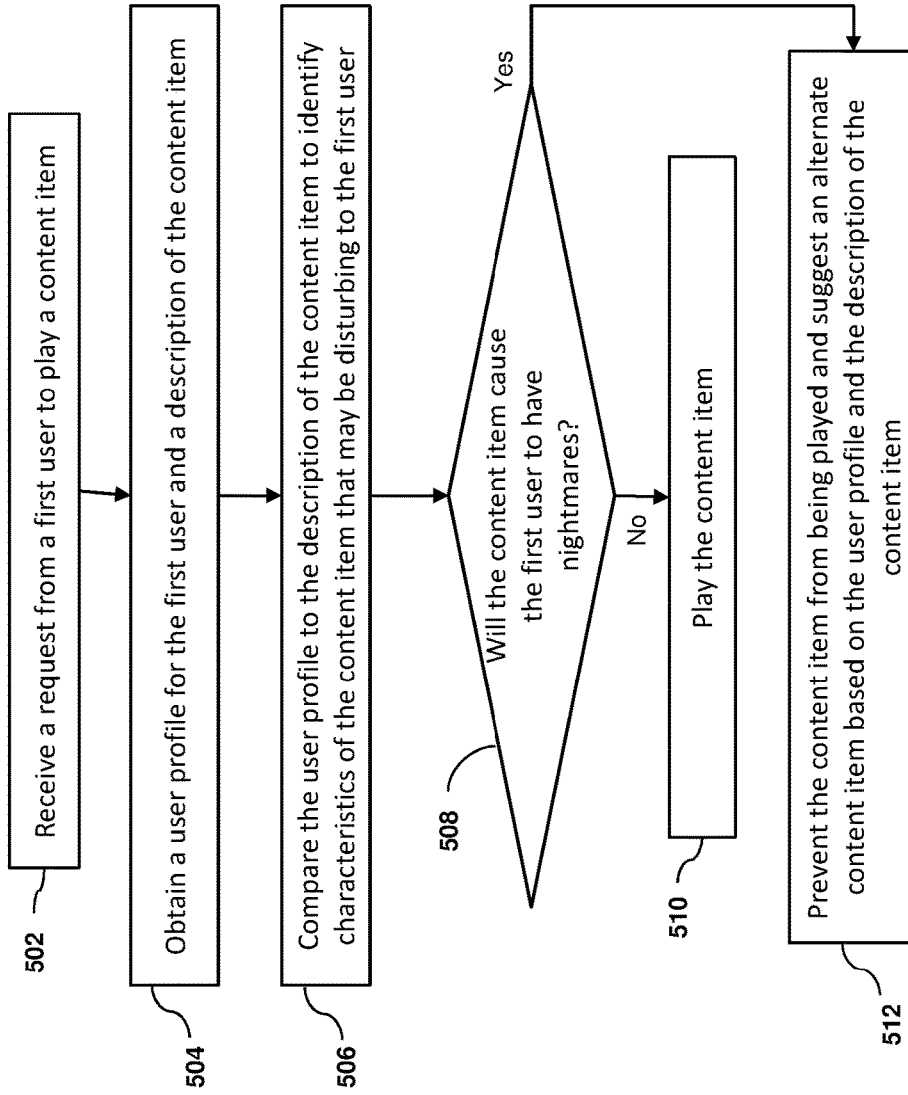 502
Receive a request from a first user to play a content item
504
Obtain a user profile for the first user and a description of the content item
506
Compare the user profile to the description of the content item to identify
characteristics of the content item that may be disturbing to the first user
508
Will the content item cause
the first user to have
nightmares?
Yes
No
510
Play the content item
512
Prevent the content item from being played and suggest an alternate
content item based on the user profile and the description of the
content item